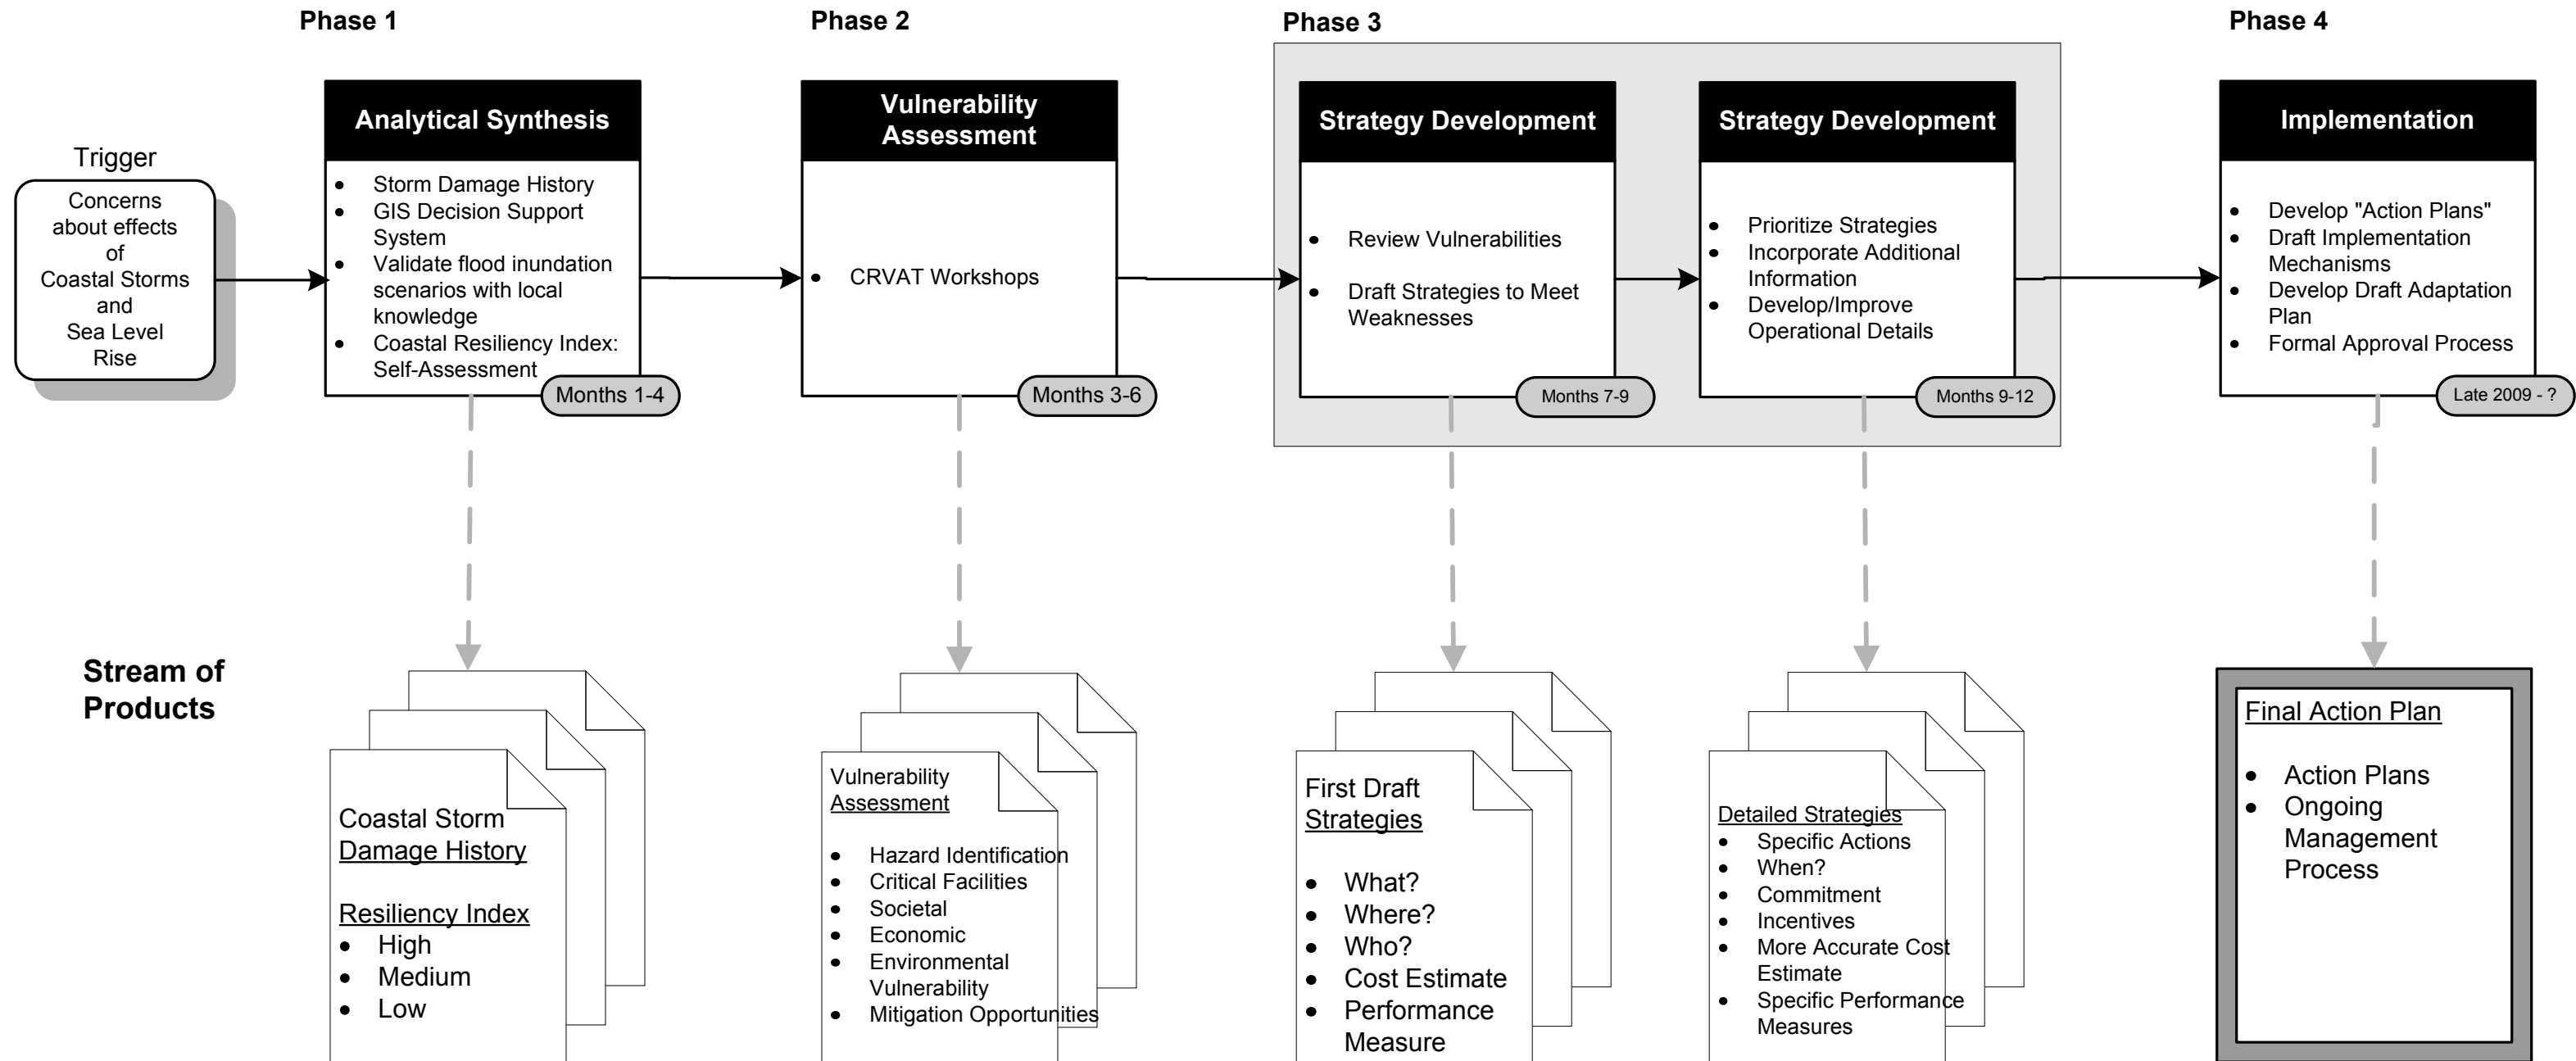 Phase 1
Phase 2
Phase 3
Phase 4
Trigger
Concerns
about effects
of
Coastal Storms
and
Sea Level
Rise
Analytical Synthesis
• Storm Damage History
• GIS Decision Support
System
• Validate flood inundation
scenarios with local
knowledge
• Coastal Resiliency Index:
Self-Assessment
Months 1-4
Vulnerability
Assessment
• CRVAT Workshops
Months 3-6
Strategy Development
• Review Vulnerabilities
• Draft Strategies to Meet
Weaknesses
Months 7-9
Strategy Development
• Prioritize Strategies
• Incorporate Additional
Information
• Develop/Improve
Operational Details
Months 9-12
Implementation
• Develop "Action Plans"
• Draft Implementation
Mechanisms
• Develop Draft Adaptation
Plan
• Formal Approval Process
Late 2009 - ?
Stream of
Products
Coastal Storm
Damage History
Resiliency Index
• High
• Medium
• Low
Vulnerability
Assessment
• Hazard Identification
• Critical Facilities
• Societal
• Economic
• Environmental
Vulnerability
• Mitigation Opportunities
First Draft
Strategies
• What?
• Where?
• Who?
• Cost Estimate
• Performance
Measure
Detailed Strategies
• Specific Actions
• When?
• Commitment
• Incentives
• More Accurate Cost
Estimate
• Specific Performance
Measures
Final Action Plan
• Action Plans
• Ongoing
Management
Process